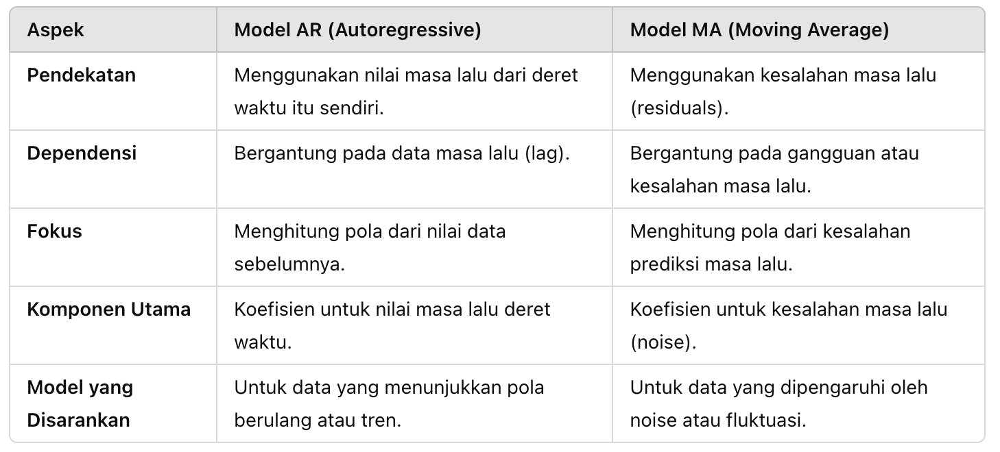 Aspek
Model AR (Autoregressive)
Model MA (Moving Average)
Pendekatan
Menggunakan nilai masa lalu dari deret
waktu itu sendiri.
Menggunakan kesalahan masa lalu
(residuals).
Dependensi
Bergantung pada data masa lalu (lag).
Bergantung pada gangguan atau
kesalahan masa lalu.
Fokus
Menghitung pola dari nilai data
sebelumnya.
Menghitung pola dari kesalahan
prediksi masa lalu.
Komponen Utama
Koefisien untuk nilai masa lalu deret
waktu.
Koefisien untuk kesalahan masa lalu
(noise).
Model yang
Disarankan
Untuk data yang menunjukkan pola
berulang atau tren.
Untuk data yang dipengaruhi oleh
noise atau fluktuasi.